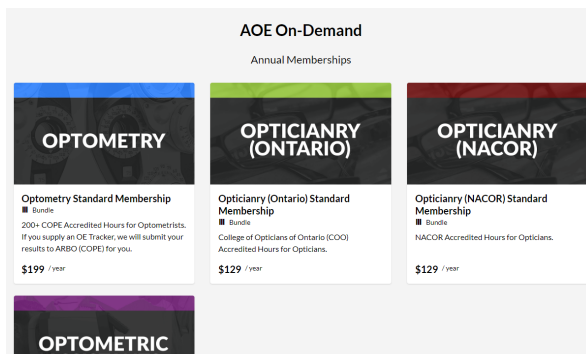 AOE On-Demand
Annual Memberships
OPTOMETRY
Optometry Standard Membership
Bundle
200+ COPE Accredited Hours for Optometrists.
If you supply an OE Tracker, we will submit your
results to ARBO (COPE) for you.
$199 / year
OPTICIANRY
(ONTARIO)
Opticianry (Ontario) Standard
Membership
Bundle
College of Opticians of Ontario (COO)
Accredited Hours for Opticians.
$129 / year
OPTICIANRY
(NACOR)
Opticianry (NACOR) Standard
Membership
Bundle
NACOR Accredited Hours for Opticians.
$129 / year
OPTOMETRIC